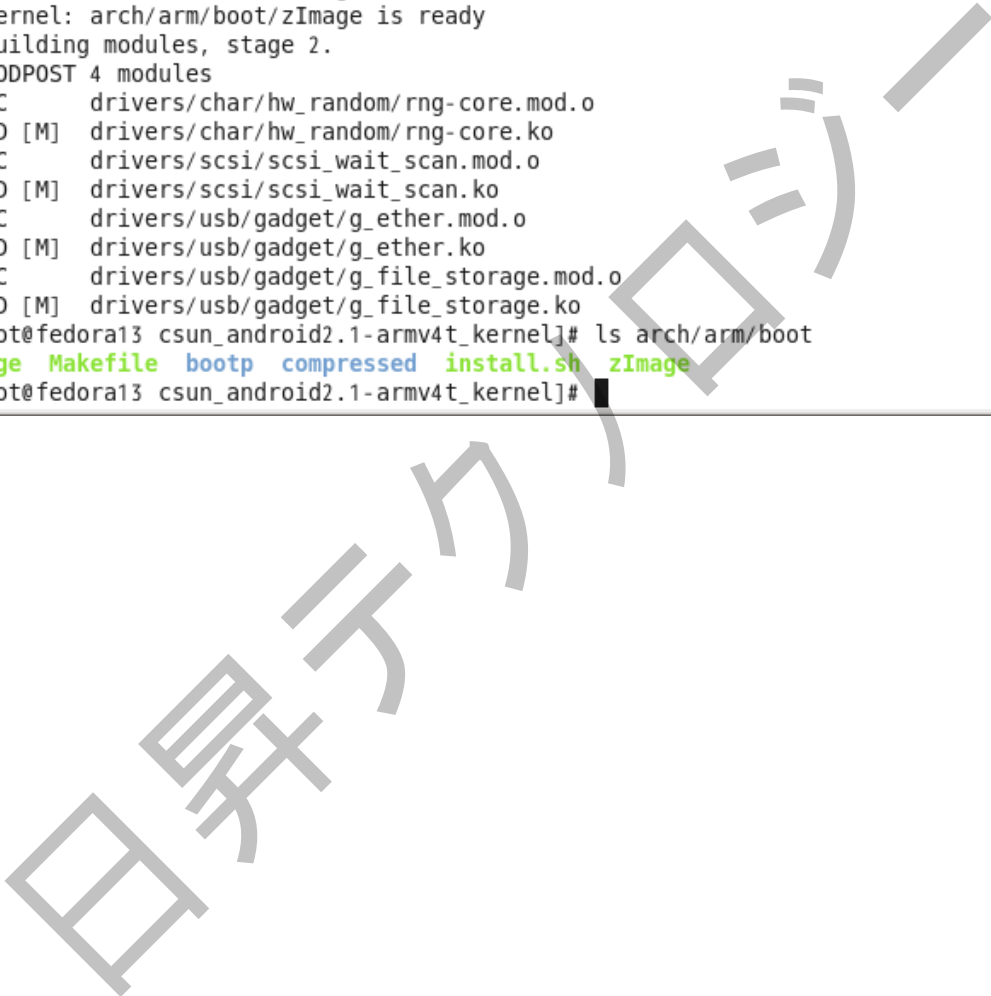 ernel: arch/arm/boot/zImage is ready
uilding modules, stage 2.
ODPOST 4 modules
C drivers/char/hw_random/rng-core.mod.o
D [M] drivers/char/hw_random/rng-core.ko
C drivers/scsi/scsi_wait_scan.mod.o
D [M] drivers/scsi/scsi_wait_scan.ko
C drivers/usb/gadget/g_ether.mod.o
D [M] drivers/usb/gadget/g_ether.ko
C drivers/usb/gadget/g_file_storage.mod.o
D [M] drivers/usb/gadget/g_file_storage.ko
ot@fedora13 csun_android2.1-armv4t_kernel]# ls arch/arm/boot
ge Makefile bootp compressed install.sh zImage
ot@fedora13 csun_android2.1-armv4t_kernel]#
日昇テクノロジー